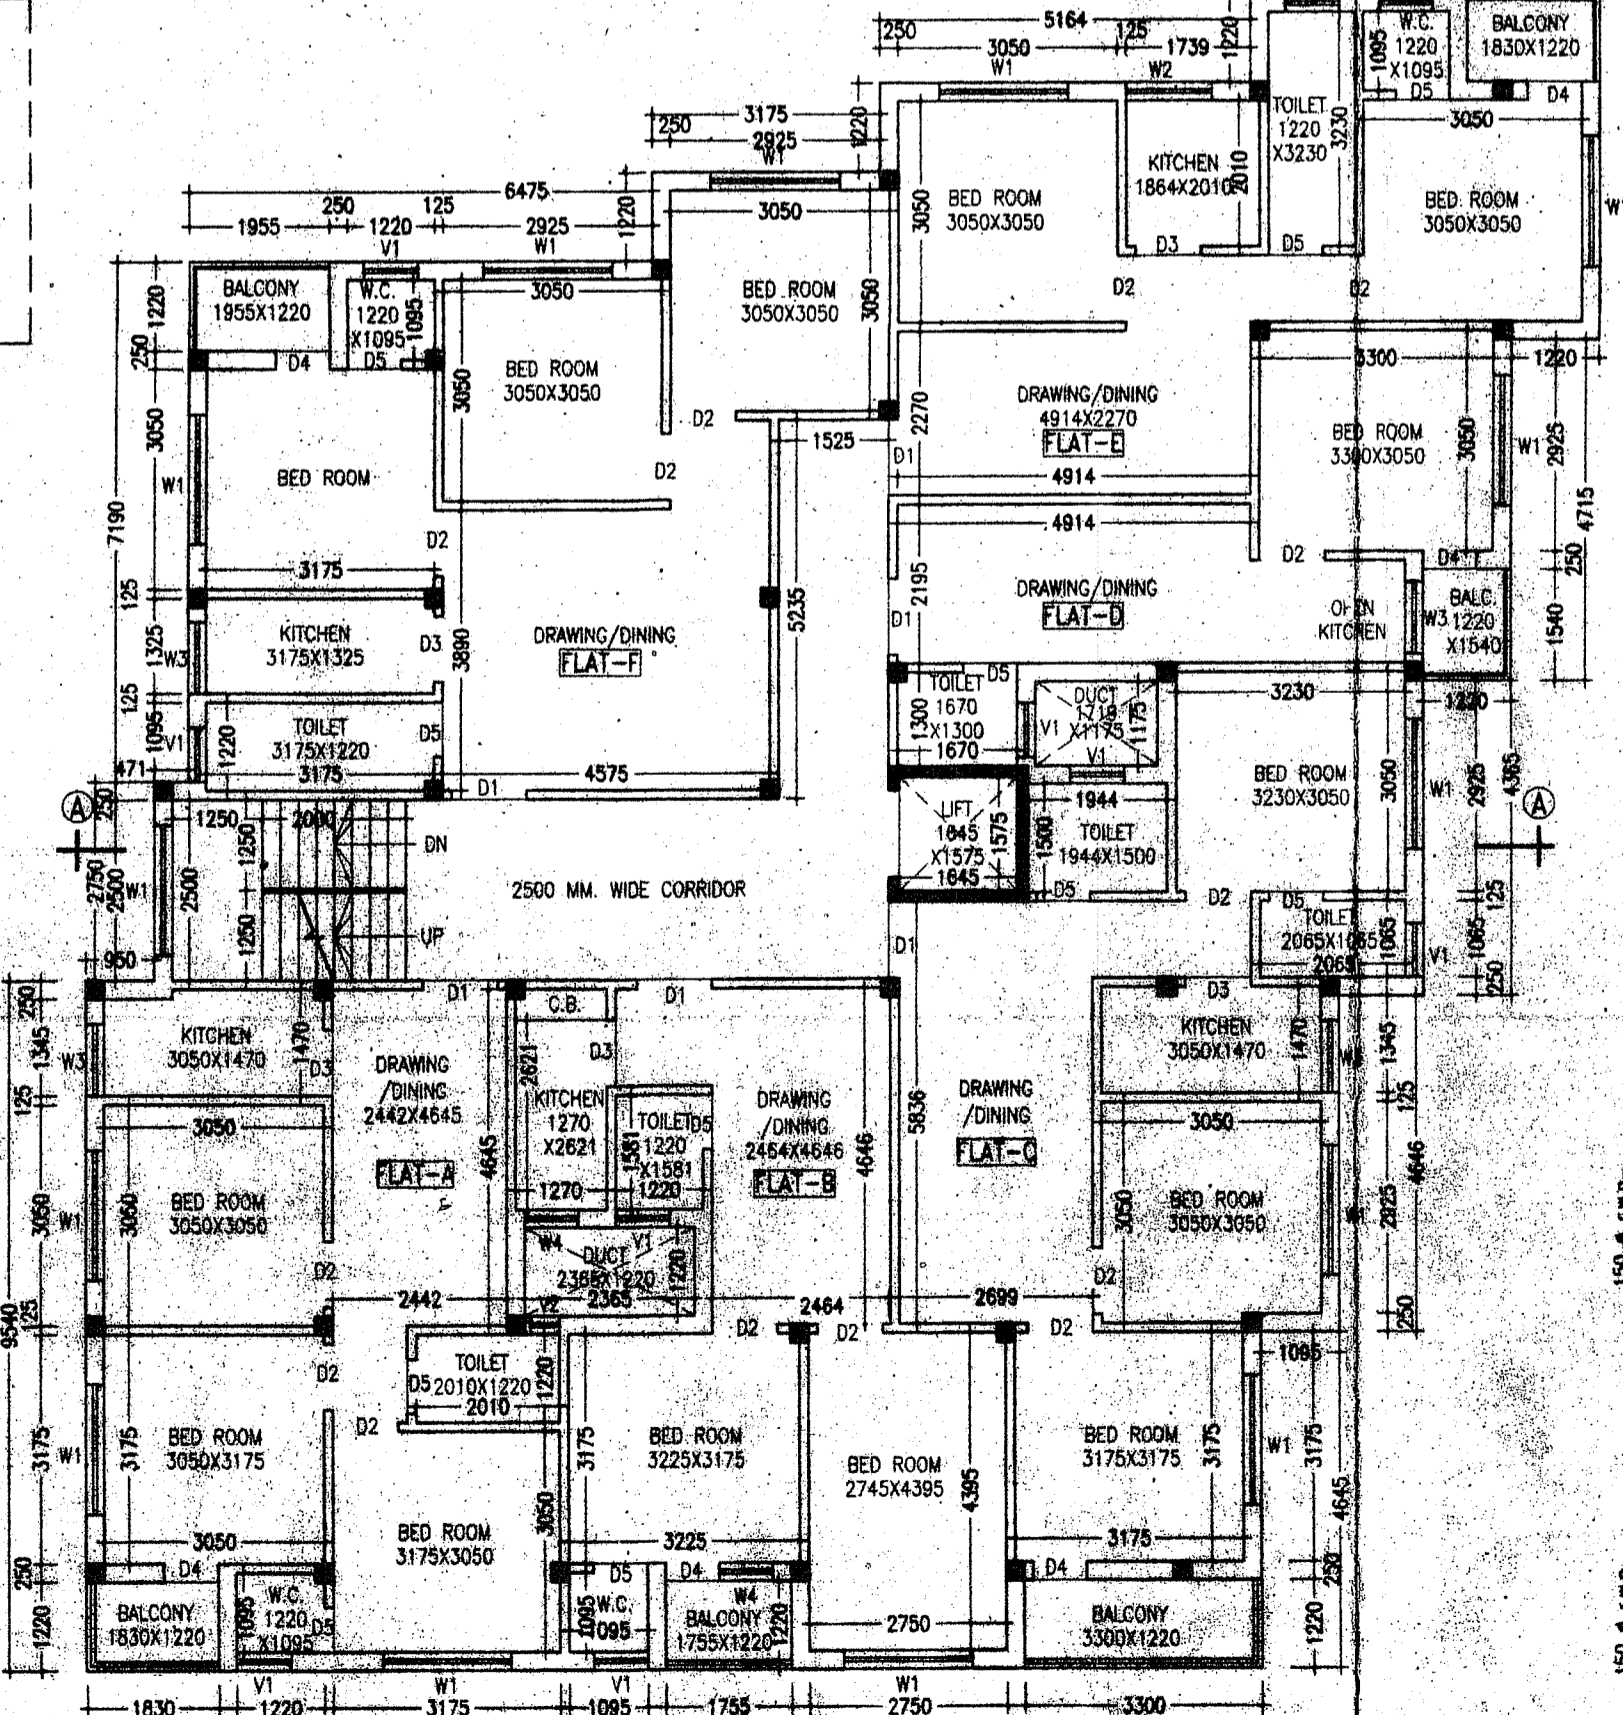 5164
250
3050
125
1739
1220
W1
W2
W.C.
1220
X1095
1095
D5
BALCONY
1830X1220
D4
3050
TOILET
1220
X3230
3230
BED ROOM
3050X3050
KITCHEN
1864X2010
2010
D3
D5
D2
D2
BED ROOM
3050X3050
3050
3175
250
2925
W1
1220
1220
3050
BED ROOM
3050X3050
3050
6475
1955
250
1220
125
2925
1220
V1
W1
BALCONY
1955X1220
W.C.
1220
X1095
1095
D4
D5
3050
BED ROOM
3050X3050
3050
D2
D2
1525
BED ROOM
3175
W1
D2
7190
1220
250
3050
125
1325
125
1095
KITCHEN
3175X1325
W3
D3
TOILET
3175X1220
3175
1220
V1
D5
471
3890
DRAWING/DINING
FLAT-F
5235
4575
D1
DRAWING/DINING
4914X2270
FLAT-E
4914
2270
D1
3300
1220
BED ROOM
3300X3050
3050
W1
2925
4715
250
1540
4914
DRAWING/DINING
FLAT-D
2195
D1
D2
D4
KITCHEN
W3
BALC.
1220
X1540
1220
TOILET
1670
X1300
1300
1670
D5
DUCT
X1175
1175
V1
V1
3230
BED ROOM
3230X3050
3050
W1
2925
4365
A
LIFT
1645
X1575
1645
1575
1944
TOILET
1944X1500
1500
D5
D2
D5
TOILET
2065X1065
2065
1065
V1
125
1065
250
A
250
2750
2500
W1
2500
1250
2000
1250
1250
DN
UP
950
2500 MM. WIDE CORRIDOR
D1
D1
D1
C.B.
KITCHEN
3050X1470
1470
D3
W3
250
1345
125
DRAWING
/DINING
2442X4645
FLAT-A
4645
2621
D3
KITCHEN
1270
X2621
1270
TOILET
1220
X1581
1581
1220
D5
DRAWING
/DINING
2464X4646
FLAT-B
4646
5836
DRAWING
/DINING
FLAT-C
D3
KITCHEN
3050X1470
1470
1345
125
3050
BED ROOM
3050X3050
3050
2925
4646
250
D2
3050
BED ROOM
3050X3050
3050
W1
3050
D2
9540
125
W4
V1
DUCT
2365X1220
2365
1220
2442
2464
2699
D2
D2
D2
1095
TOILET
2010X1220
2010
1220
D5
D2
D2
BED ROOM
3050X3175
3175
3050
W1
3175
BED ROOM
3175X3050
3050
BED ROOM
3225X3175
3175
3225
BED ROOM
2745X4395
4395
2750
BED ROOM
3175X3175
3175
3175
W1
3175
4645
250
1220
D4
250
1220
BALCONY
1830X1220
W.C.
1220
X1095
1095
D5
D5
W.C.
1095
1095
D4
W4
BALCONY
1755X1220
1220
D4
BALCONY
3300X1220
V1
W1
V1
W1
1830
1220
3175
1095
1755
2750
3300